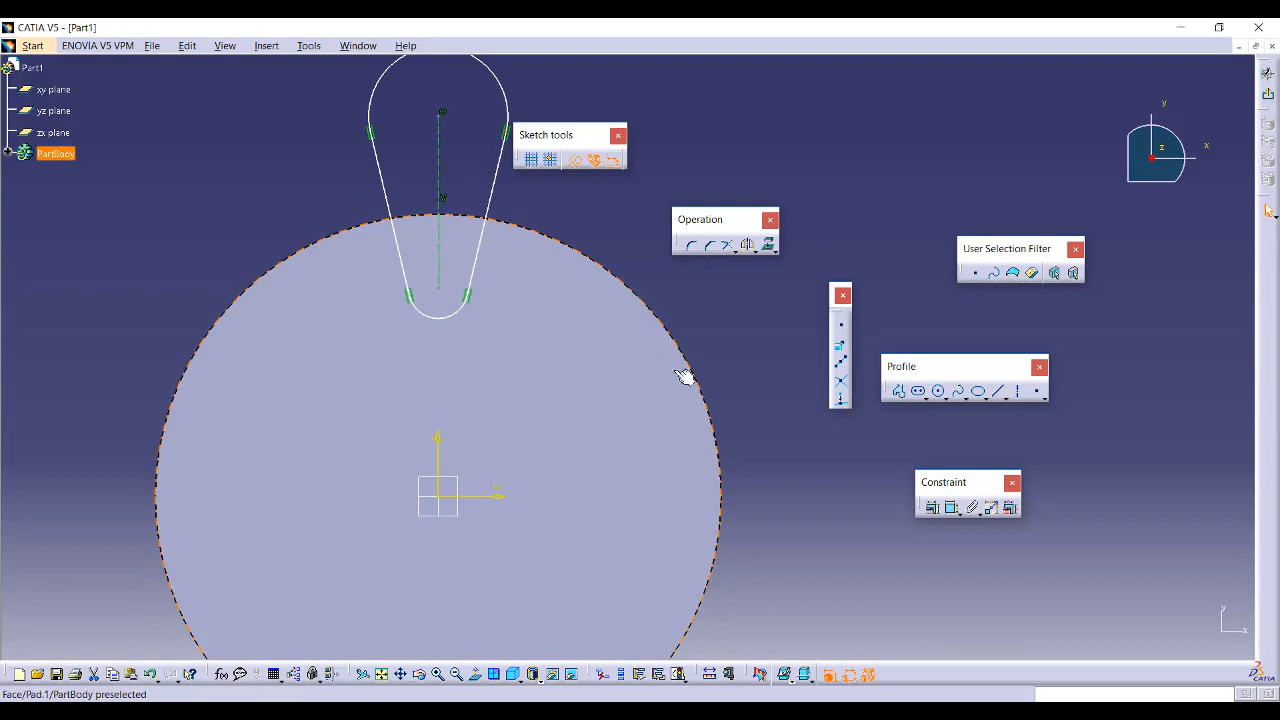 CATIA V5 - [Part1]
Start ENOVIA V5 VPM File Edit View Insert Tools Window Help
Part1
xy plane
yz plane
zx plane
PartBody
Sketch tools
Operation
User Selection Filter
Profile
Constraint
y
x
z
V
H
y
x
f(x)
CATIA
Face/Pad.1/PartBody preselected